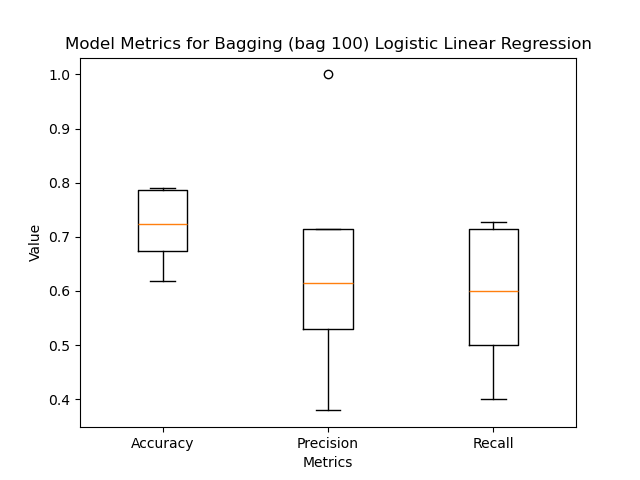 Model Metrics for Bagging (bag 100) Logistic Linear Regression
1.0
0.9
0.8
0.7
0.6
0.5
0.4
Value
Accuracy Precision Recall
Metrics